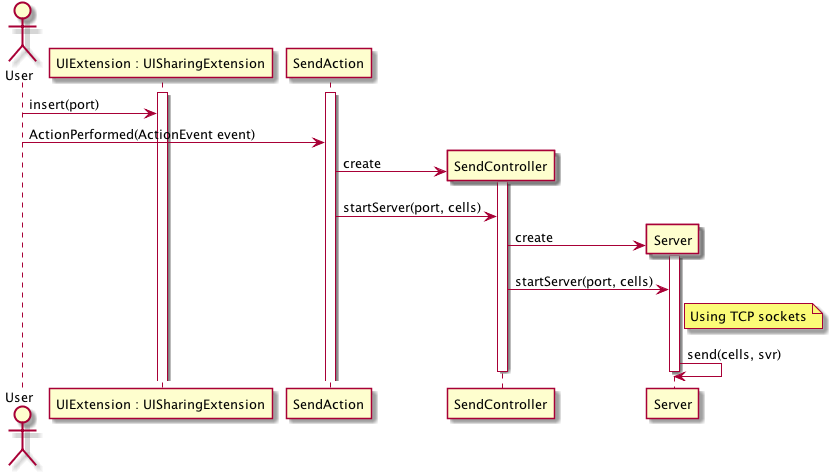 User
UIExtension : UISharingExtension
SendAction
insert(port)
ActionPerformed(ActionEvent event)
create
SendController
startServer(port, cells)
create
Server
startServer(port, cells)
Using TCP sockets
send(cells, svr)
User
UIExtension : UISharingExtension
SendAction
SendController
Server